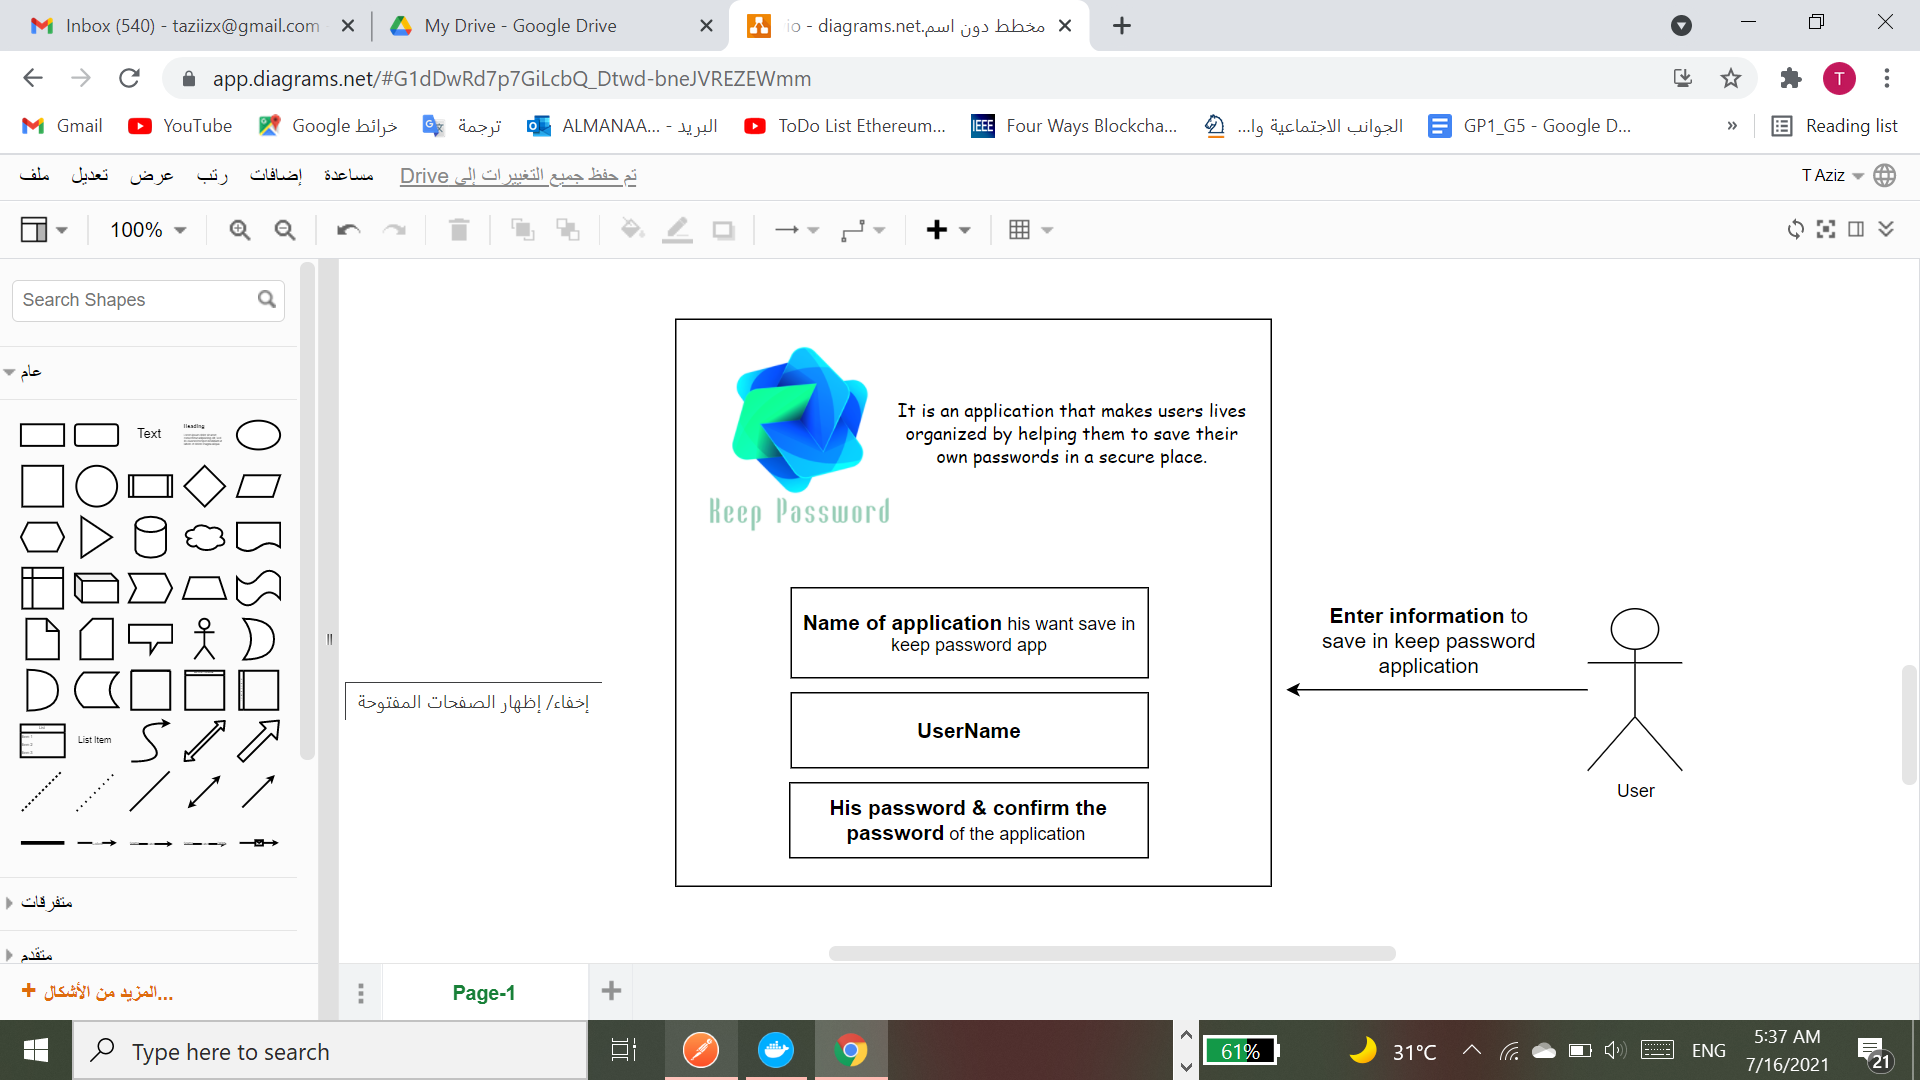 Inbox (540) - taziizx@gmail.com
My Drive - Google Drive
مخطط دون اسم.io - diagrams.net
app.diagrams.net/#G1dDwRd7p7GiLcbQ_Dtwd-bneJVREZEWmm
T
Gmail
YouTube
خرائط Google
ترجمة
ALMANAA... - البريد
ToDo List Ethereum...
IEEE
Four Ways Blockcha...
الجوانب الاجتماعية وا...
GP1_G5 - Google D...
»
Reading list
ملف
تعديل
عرض
رتب
إضافات
مساعدة
تم حفظ جميع التغييرات إلى Drive
T Aziz
100%
Search Shapes
عام
Text
Heading
List Item
متفرقات
متقدم
+ المزيد من الأشكال...
إخفاء/ إظهار الصفحات المفتوحة
Keep Password
It is an application that makes users lives
organized by helping them to save their
own passwords in a secure place.
Name of application his want save in
keep password app
UserName
His password & confirm the
password of the application
Enter information to
save in keep password
application
User
Page-1
Type here to search
61%
31°C
ENG
5:37 AM
7/16/2021
21